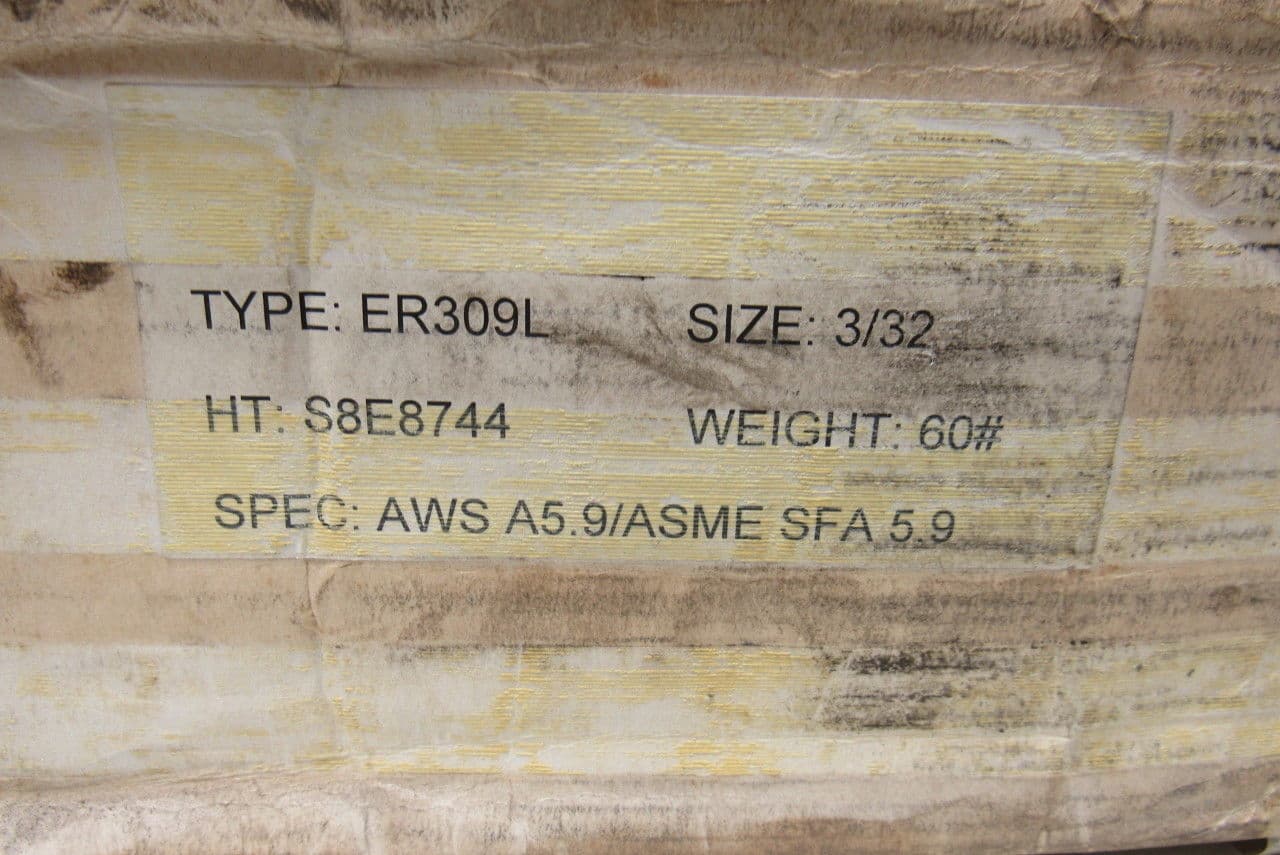 TYPE: ER309L SIZE: 3/32
HT: S8E8744 WEIGHT: 60#
SPEC: AWS A5.9/ASME SFA 5.9